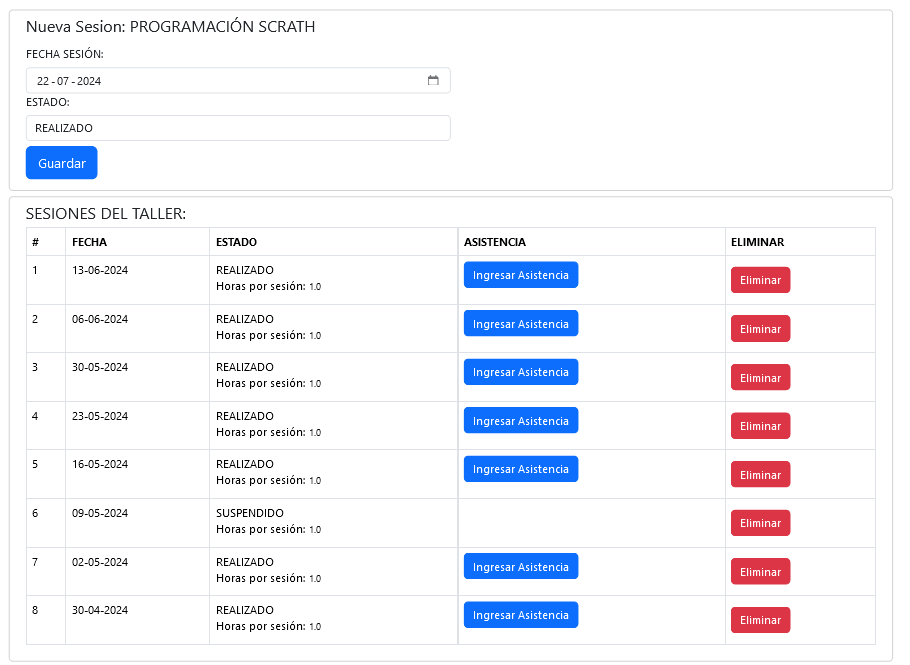 Nueva Sesion: PROGRAMACIÓN SCRATH
FECHA SESIÓN:
22-07-2024
ESTADO:
REALIZADO
Guardar
SESIONES DEL TALLER:
# FECHA ESTADO ASISTENCIA ELIMINAR
1 13-06-2024 REALIZADO Ingresar Asistencia Eliminar
Horas por sesión: 1.0
2 06-06-2024 REALIZADO Ingresar Asistencia Eliminar
Horas por sesión: 1.0
3 30-05-2024 REALIZADO Ingresar Asistencia Eliminar
Horas por sesión: 1.0
4 23-05-2024 REALIZADO Ingresar Asistencia Eliminar
Horas por sesión: 1.0
5 16-05-2024 REALIZADO Ingresar Asistencia Eliminar
Horas por sesión: 1.0
6 09-05-2024 SUSPENDIDO Eliminar
Horas por sesión: 1.0
7 02-05-2024 REALIZADO Ingresar Asistencia Eliminar
Horas por sesión: 1.0
8 30-04-2024 REALIZADO Ingresar Asistencia Eliminar
Horas por sesión: 1.0